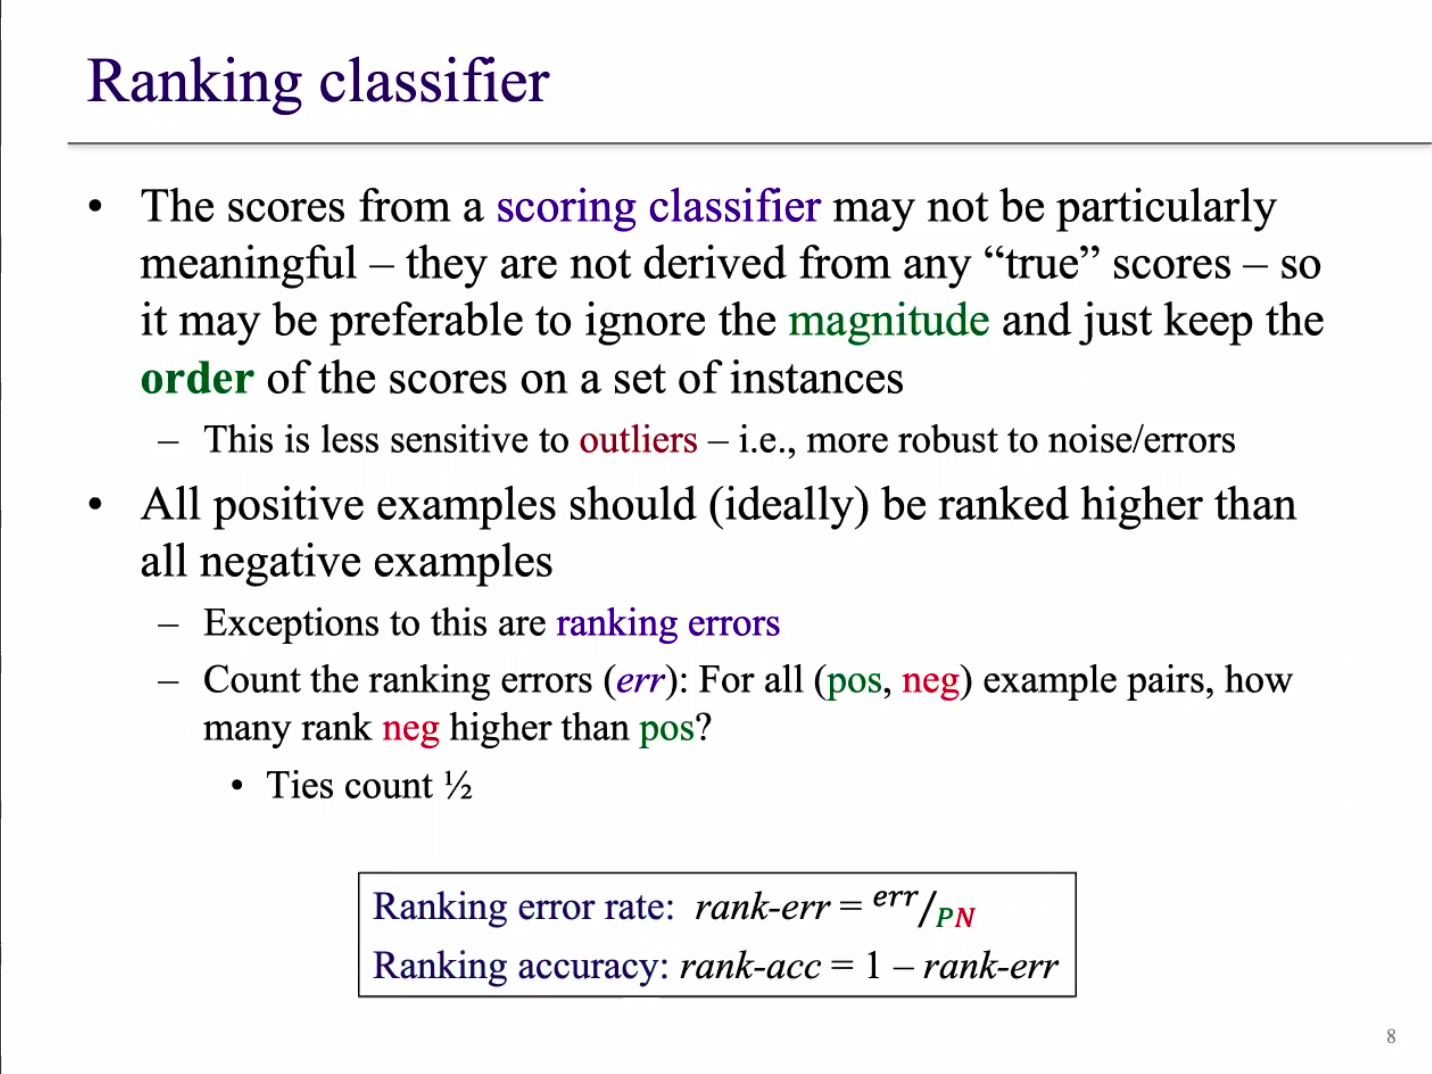 Ranking classifier
• The scores from a scoring classifier may not be particularly
meaningful – they are not derived from any “true” scores – so
it may be preferable to ignore the magnitude and just keep the
order of the scores on a set of instances
– This is less sensitive to outliers – i.e., more robust to noise/errors
• All positive examples should (ideally) be ranked higher than
all negative examples
– Exceptions to this are ranking errors
– Count the ranking errors (err): For all (pos, neg) example pairs, how
many rank neg higher than pos?
• Ties count ½
Ranking error rate: rank-err = err/PN
Ranking accuracy: rank-acc = 1 – rank-err
8